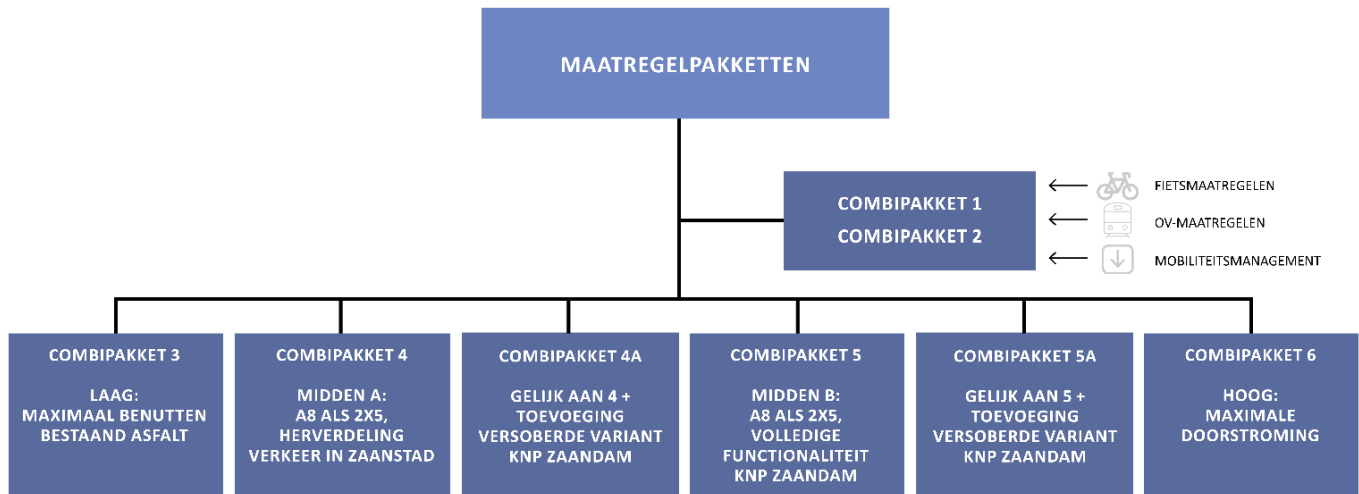 MAATREGELPAKKETTEN
COMBIPAKKET 1
COMBIPAKKET 2
FIETSMAATREGELEN
OV-MAATREGELEN
MOBILITEITSMANAGEMENT
COMBIPAKKET 3
LAAG:
MAXIMAAL BENUTTEN
BESTAAND ASFALT
COMBIPAKKET 4
MIDDEN A:
A8 ALS 2X5,
HERVERDELING
VERKEER IN ZAANSTAD
COMBIPAKKET 4A
GELIJK AAN 4 +
TOEVOEGING
VERSOBERDE VARIANT
KNP ZAANDAM
COMBIPAKKET 5
MIDDEN B:
A8 ALS 2X5,
VOLLEDIGE
FUNCTIONALITEIT
KNP ZAANDAM
COMBIPAKKET 5A
GELIJK AAN 5 +
TOEVOEGING
VERSOBERDE VARIANT
KNP ZAANDAM
COMBIPAKKET 6
HOOG:
MAXIMALE
DOORSTROMING